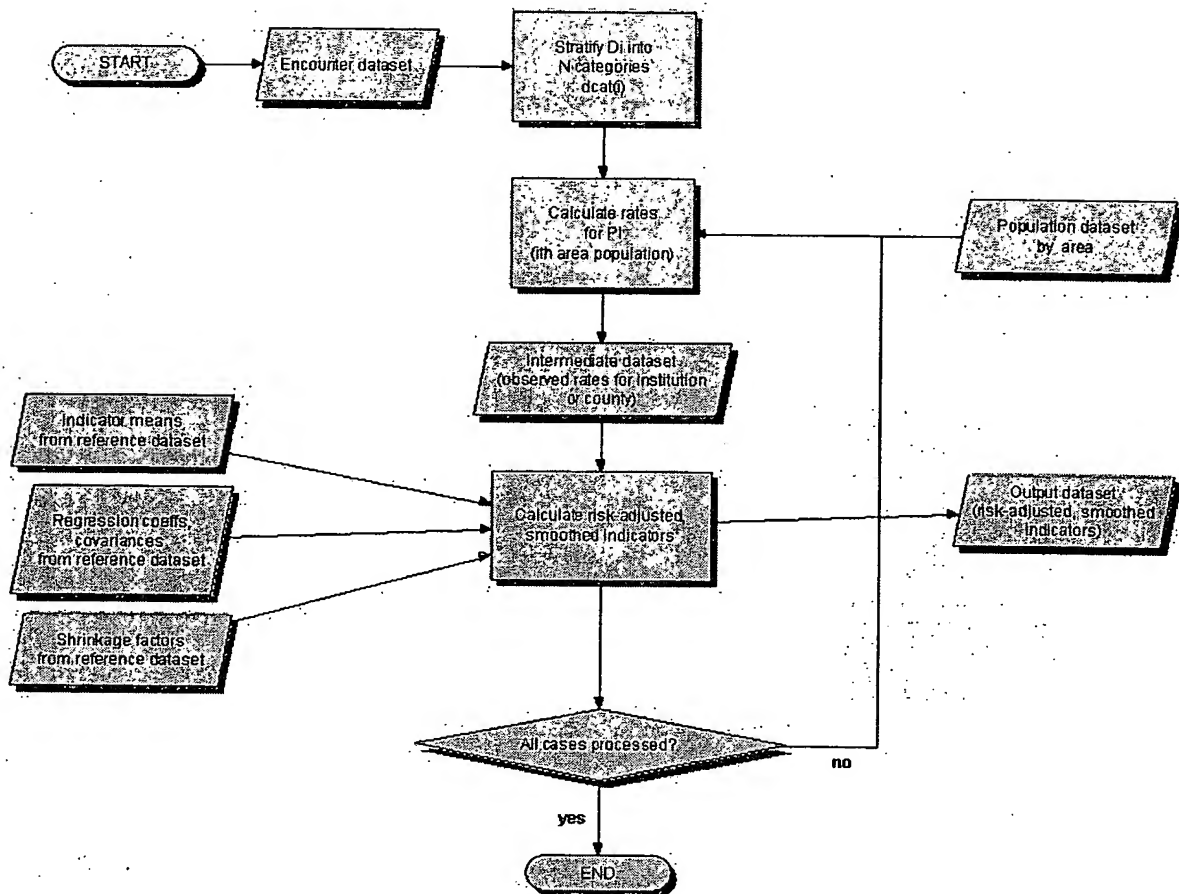 START
Encounter dataset
Stratify Di into
N categories
dcat(i)
Calculate rates
for Pi
(ith area population)
Population dataset
by area
Intermediate dataset
(observed rates for institution
or county)
Indicator means
from reference dataset
Regression coeffs,
covariances
from reference dataset
Shrinkage factors
from reference dataset
Calculate risk-adjusted,
smoothed indicators
Output dataset
(risk-adjusted, smoothed
indicators)
All cases processed?
no
yes
END